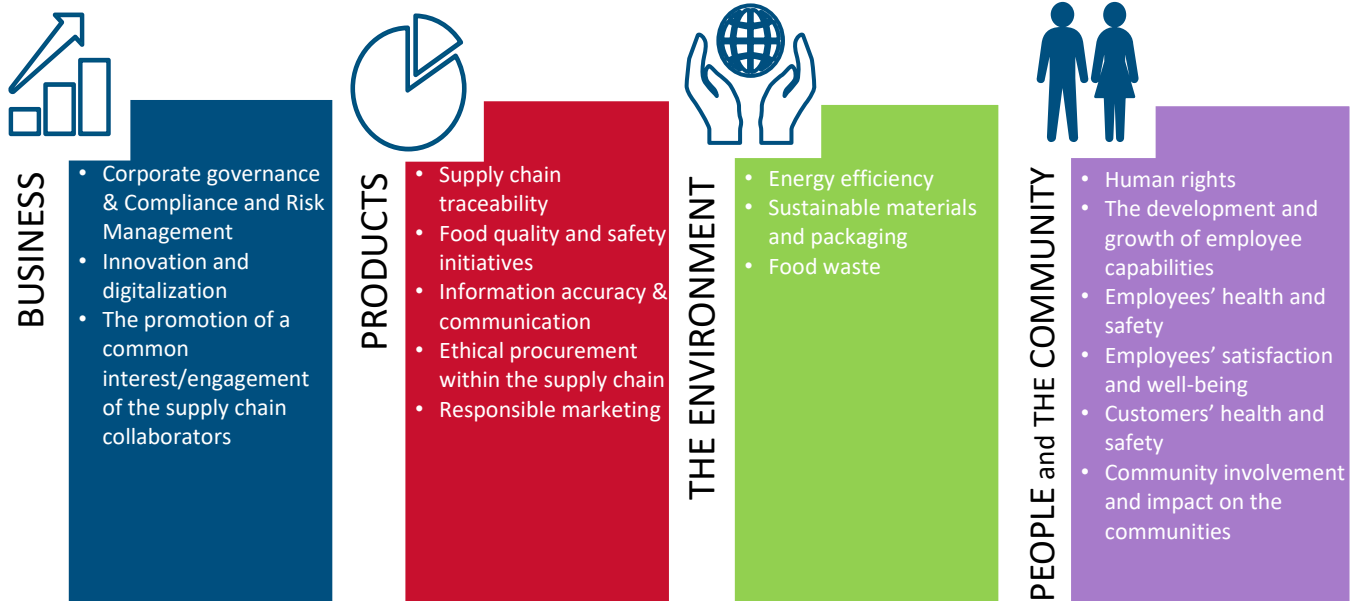 BUSINESS
• Corporate governance
& Compliance and Risk
Management
• Innovation and
digitalization
• The promotion of a
common
interest/engagement
of the supply chain
collaborators
PRODUCTS
• Supply chain
traceability
• Food quality and safety
initiatives
• Information accuracy &
communication
• Ethical procurement
within the supply chain
• Responsible marketing
THE ENVIRONMENT
• Energy efficiency
• Sustainable materials
and packaging
• Food waste
PEOPLE and THE COMMUNITY
• Human rights
• The development and
growth of employee
capabilities
• Employees’ health and
safety
• Employees’ satisfaction
and well-being
• Customers’ health and
safety
• Community involvement
and impact on the
communities